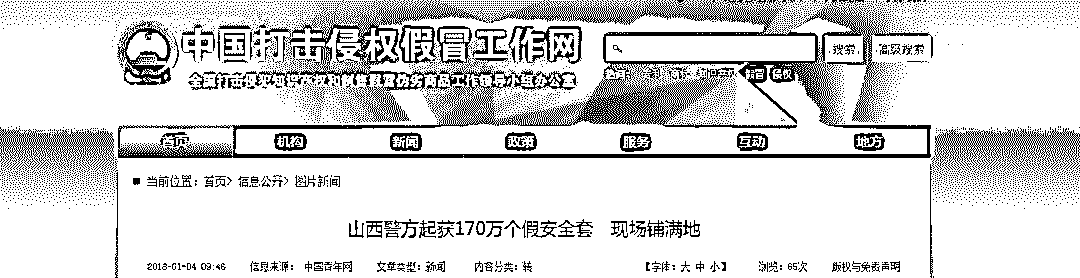 中国打击侵权假冒工作网
搜索 高级搜索
全国打击侵犯知识产权和制售假冒伪劣商品工作领导小组办公室
侵权
首页 机构 新闻 政策 服务 互动 地方
■ 当前位置：首页> 信息公开> 图片新闻
山西警方起获170万个假安全套 现场铺满地
2018-01-04 09:46 信息来源：中国青年网 文章类型：新闻 内容分类：转 【字体：大 中 小】 浏览：65次 版权与免责声明